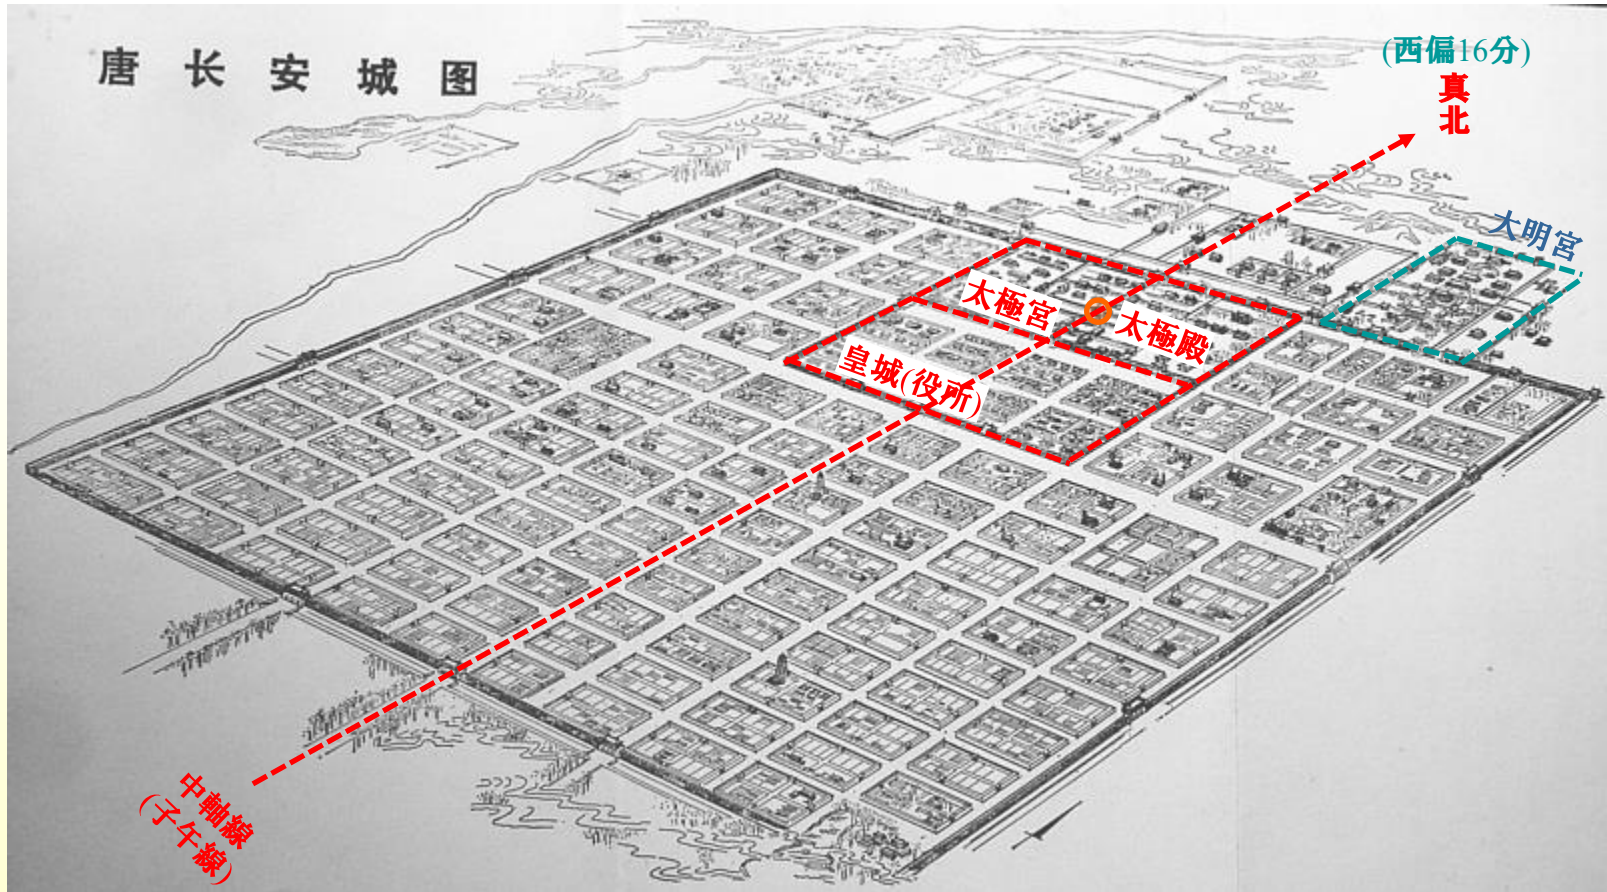 唐长安城图
(西偏16分)
真北
大明宮
太極宮
太極殿
皇城(役所)
中軸線
(子午線)